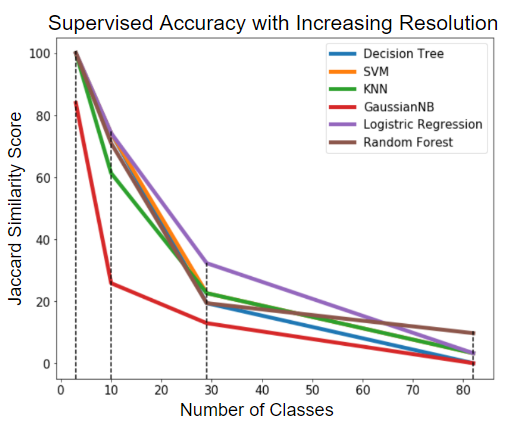 Supervised Accuracy with Increasing Resolution
100
80
60
40
20
0
Jaccard Similarity Score
Decision Tree
SVM
KNN
GaussianNB
Logistric Regression
Random Forest
0 10 20 30 40 50 60 70 80
Number of Classes